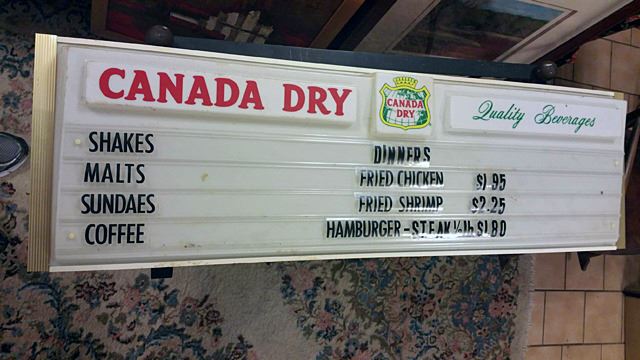 CANADA DRY
CANADA DRY
Quality Beverages
SHAKES
MALTS
SUNDAES
COFFEE
DINNERS
FRIED CHICKEN $1.95
FRIED SHRIMP $2.25
HAMBURGER-STEAK ¼lb $1.80